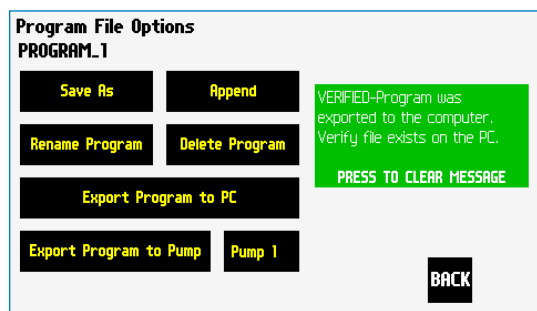 Program File Options
PROGRAM_1
Save As
Append
VERIFIED-Program was
exported to the computer.
Verify file exists on the PC.
PRESS TO CLEAR MESSAGE
Rename Program
Delete Program
Export Program to PC
Export Program to Pump
Pump 1
BACK